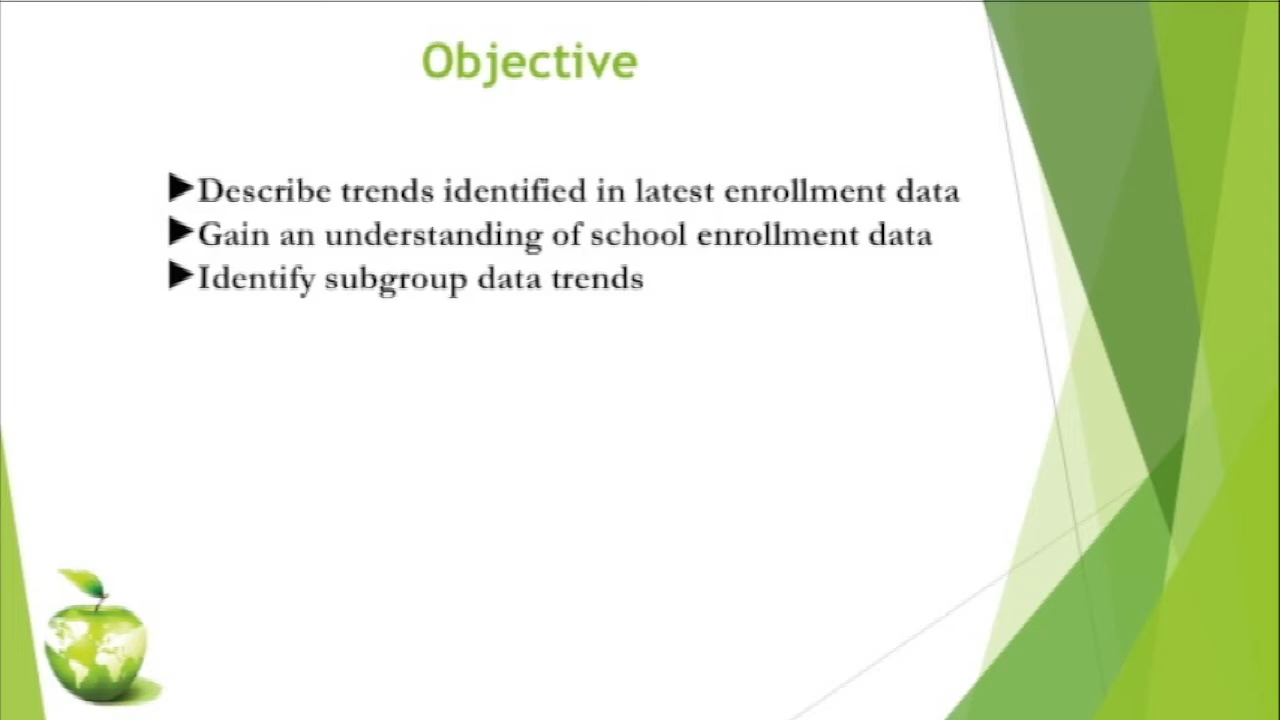 Objective
▶Describe trends identified in latest enrollment data
▶Gain an understanding of school enrollment data
▶Identify subgroup data trends